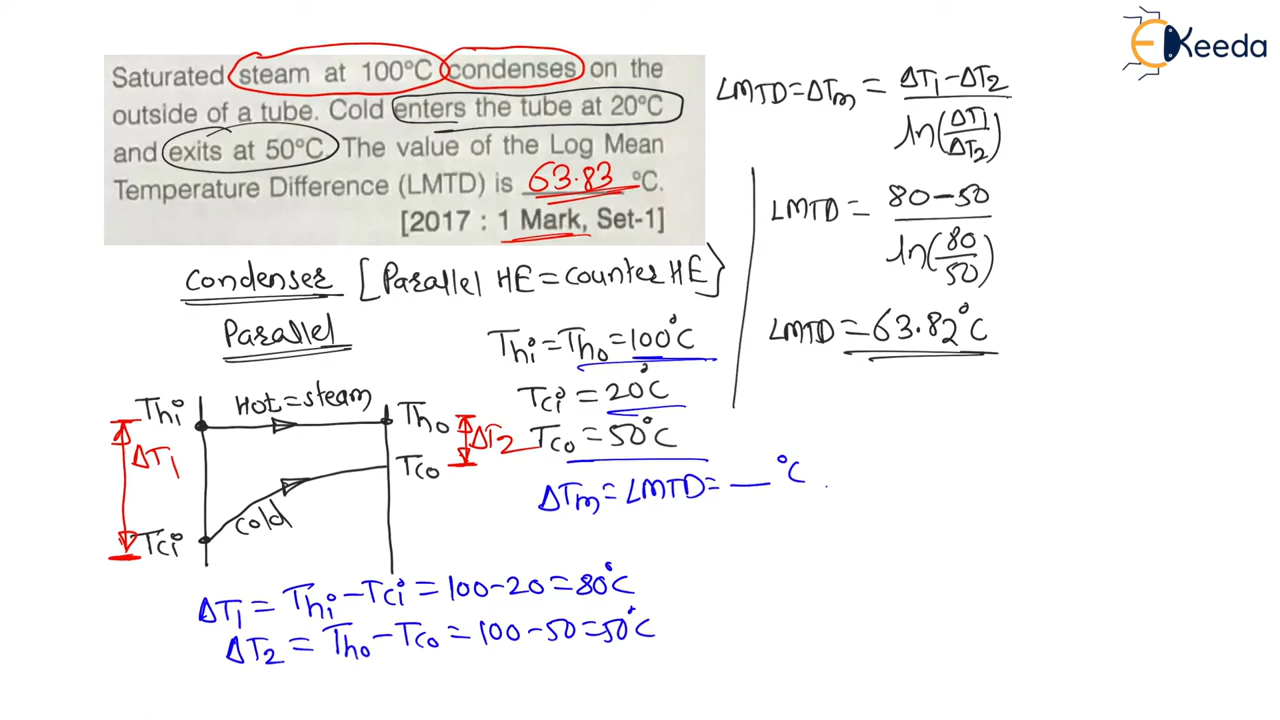 Ekeeda
Saturated steam at 100°C condenses on the
outside of a tube. Cold enters the tube at 20°C
and exits at 50°C. The value of the Log Mean
Temperature Difference (LMTD) is 63.83 °C.
[2017 : 1 Mark, Set-1]
Condenser [Parallel HE = counter HE]
Parallel
Thi Hot = steam Tho
ΔT1 ΔT2
Tco
cold
Tci
Thi = Tho = 100°C
Tci = 20°C
Tco = 50°C
ΔTm = LMTD = __ °C
ΔT1 = Thi - Tci = 100 - 20 = 80°C
ΔT2 = Tho - Tco = 100 - 50 = 50°C
LMTD = ΔTm = ΔT1 - ΔT2 / ln(ΔT1/ΔT2)
LMTD = 80 - 50 / ln(80/50)
LMTD = 63.82°C